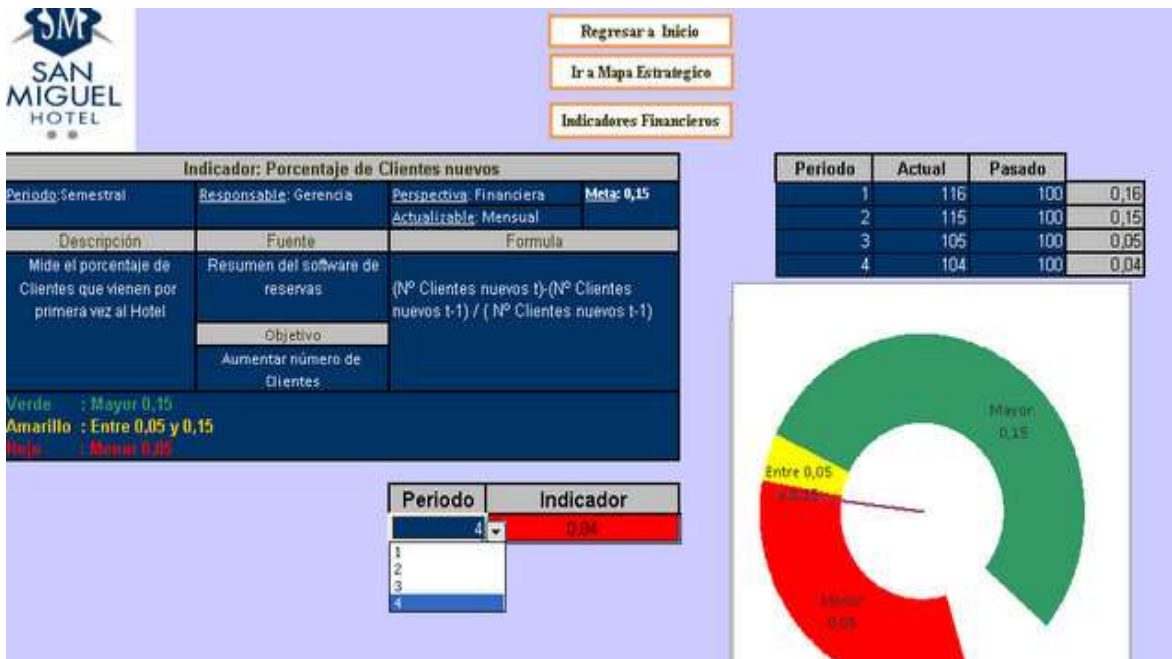 SM
SAN
MIGUEL
HOTEL
Regresar a Inicio
Ir a Mapa Estrategico
Indicadores Financieros
Indicador: Porcentaje de Clientes nuevos
Periodo:Semestral
Responsable: Gerencia
Perspectiva: Financiera
Meta: 0,15
Actualizable: Mensual
Descripción
Fuente
Formula
Mide el porcentaje de
Clientes que vienen por
primera vez al Hotel
Resumen del software de
reservas
(Nº Clientes nuevos t)-(Nº Clientes
nuevos t-1) / ( Nº Clientes nuevos t-1)
Objetivo
Aumentar número de
Clientes
Verde : Mayor 0,15
Amarillo : Entre 0,05 y 0,15
Rojo : Menor 0,05
Periodo Indicador
4 0,04
1
2
3
4
Periodo Actual Pasado
1 116 100 0,16
2 115 100 0,15
3 105 100 0,05
4 104 100 0,04
Mayor
0,15
Entre 0,05
y 0,15
Menor
0,05